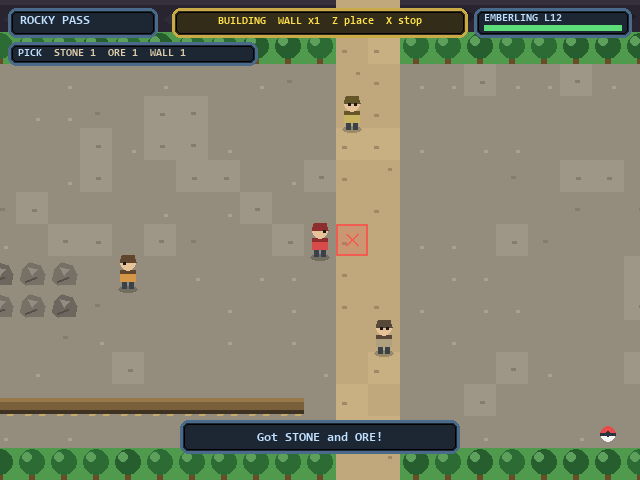 ROCKY PASS
BUILDING WALL x1 Z place X stop
EMBERLING L12
PICK STONE 1 ORE 1 WALL 1
Got STONE and ORE!